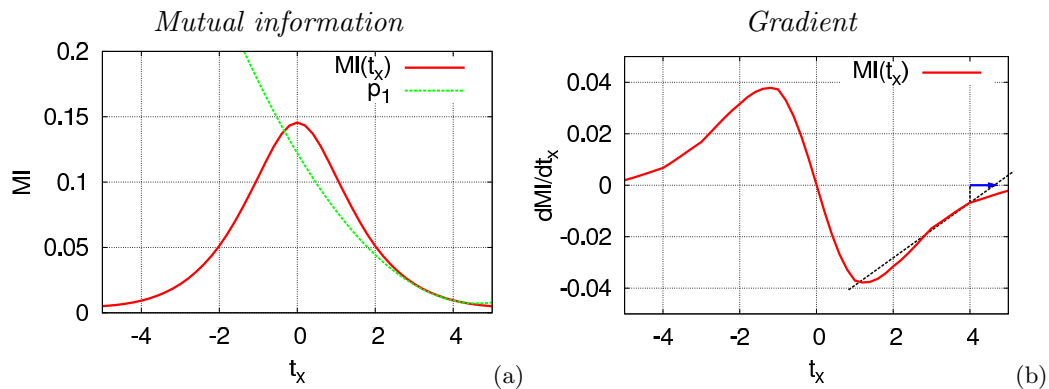 Mutual information
0.2
0.15
0.1
0.05
0
MI
MI(tₓ)
p₁
-4 -2 0 2 4
tₓ
(a)
Gradient
0.04
0.02
0
-0.02
-0.04
dMI/dtₓ
MI(tₓ)
-4 -2 0 2 4
tₓ
(b)